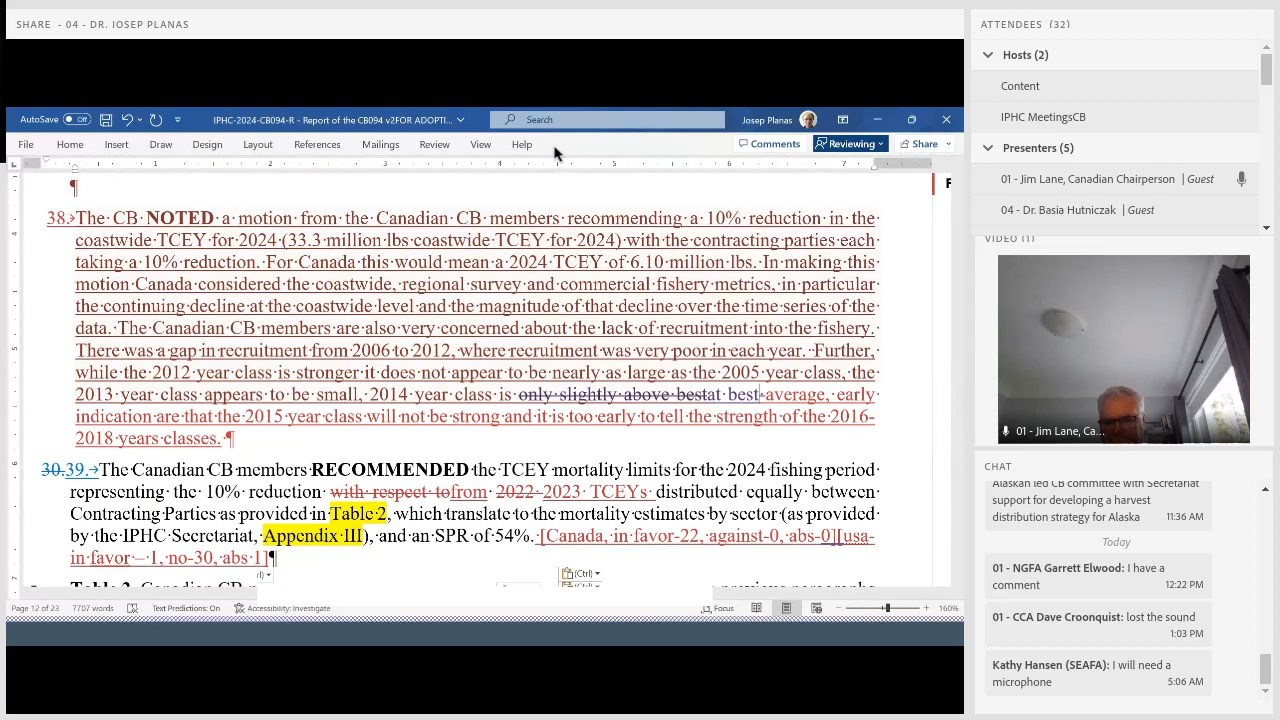 SHARE - 04 - DR. JOSEP PLANAS
AutoSave Off IPHC-2024-CB094-R - Report of the CB094 v2FOR ADOPTI... Search Josep Planas
File Home Insert Draw Design Layout References Mailings Review View Help Comments Reviewing Share
38. The CB NOTED a motion from the Canadian CB members recommending a 10% reduction in the
coastwide TCEY for 2024 (33.3 million lbs coastwide TCEY for 2024) with the contracting parties each
taking a 10% reduction. For Canada this would mean a 2024 TCEY of 6.10 million lbs. In making this
motion Canada considered the coastwide, regional survey and commercial fishery metrics, in particular
the continuing decline at the coastwide level and the magnitude of that decline over the time series of the
data. The Canadian CB members are also very concerned about the lack of recruitment into the fishery.
There was a gap in recruitment from 2006 to 2012, where recruitment was very poor in each year. Further,
while the 2012 year class is stronger it does not appear to be nearly as large as the 2005 year class, the
2013 year class appears to be small, 2014 year class is only slightly above bestat best average, early
indication are that the 2015 year class will not be strong and it is too early to tell the strength of the 2016-
2018 years classes. ¶
30.39. The Canadian CB members RECOMMENDED the TCEY mortality limits for the 2024 fishing period
representing the 10% reduction with respect tofrom 2022 2023 TCEYs distributed equally between
Contracting Parties as provided in Table 2, which translate to the mortality estimates by sector (as provided
by the IPHC Secretariat, Appendix III), and an SPR of 54%. [Canada, in favor-22, against-0, abs-0][usa-
in favor – 1, no-30, abs 1]¶
(Ctrl)
Page 12 of 23 7707 words Text Predictions: On Accessibility: Investigate Focus 160%
ATTENDEES (32)
Hosts (2)
Content
IPHC MeetingsCB
Presenters (5)
01 - Jim Lane, Canadian Chairperson | Guest
04 - Dr. Basia Hutniczak | Guest
VIDEO (1)
01 - Jim Lane, Ca...
CHAT
Alaskan led CB committee with Secretariat
support for developing a harvest
distribution strategy for Alaska
11:36 AM
Today
01 - NGFA Garrett Elwood: I have a
comment
12:22 PM
01 - CCA Dave Croonquist: lost the sound
1:03 PM
Kathy Hansen (SEAFA): I will need a
microphone
5:06 AM